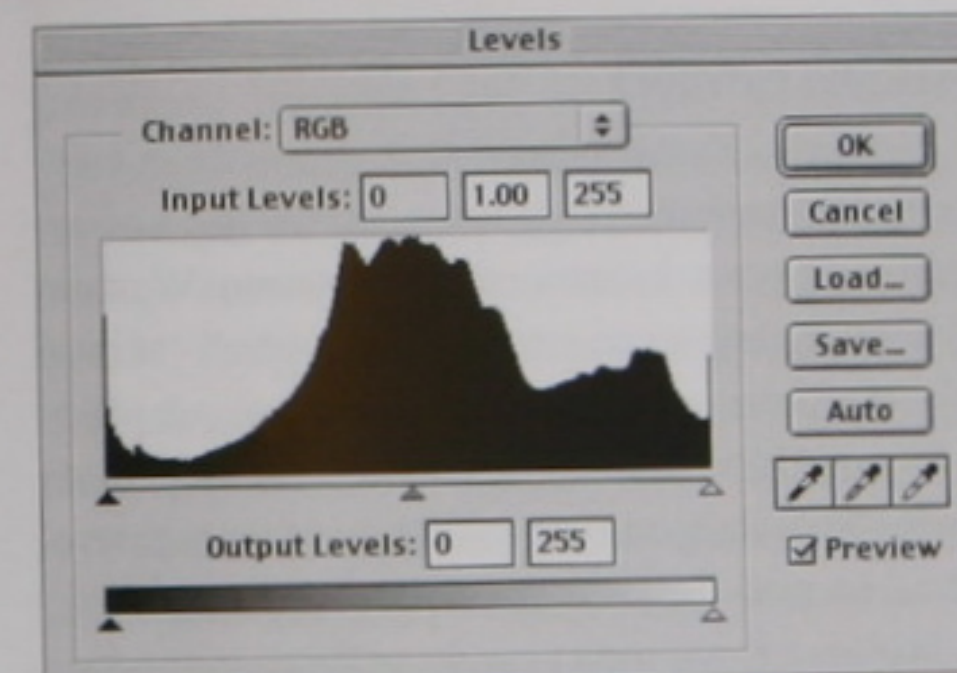 Levels
Channel: RGB
OK
Input Levels: 0 1.00 255
Cancel
Load...
Save...
Auto
Output Levels: 0 255
Preview